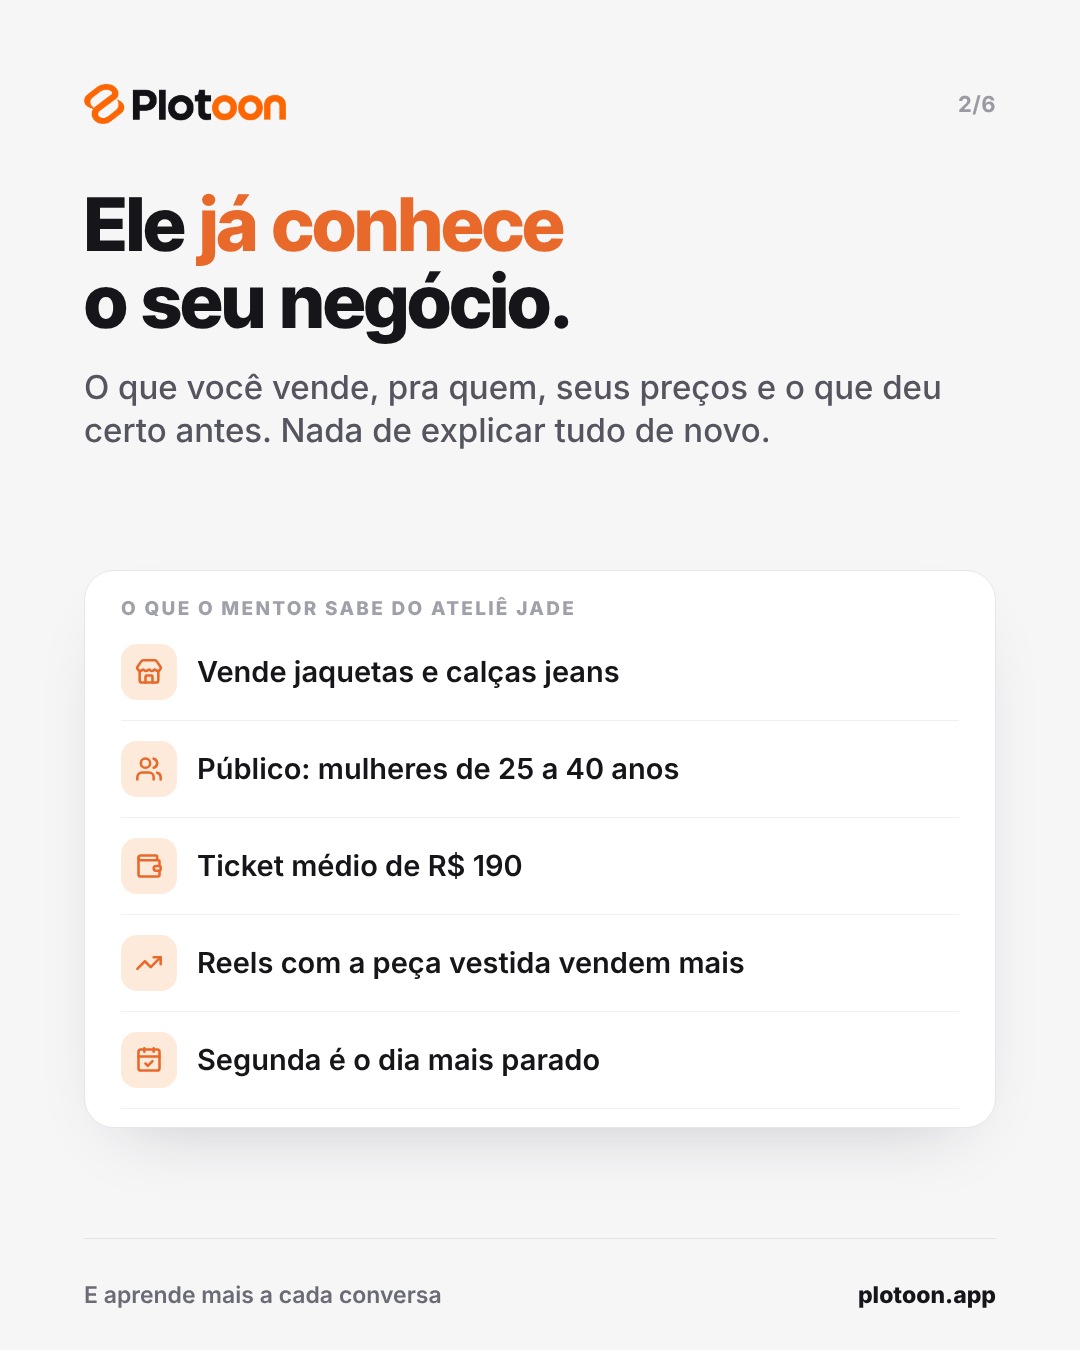 Plotoon
2/6
Ele já conhece
o seu negócio.
O que você vende, pra quem, seus preços e o que deu
certo antes. Nada de explicar tudo de novo.
O QUE O MENTOR SABE DO ATELIÊ JADE
Vende jaquetas e calças jeans
Público: mulheres de 25 a 40 anos
Ticket médio de R$ 190
Reels com a peça vestida vendem mais
Segunda é o dia mais parado
E aprende mais a cada conversa
plotoon.app